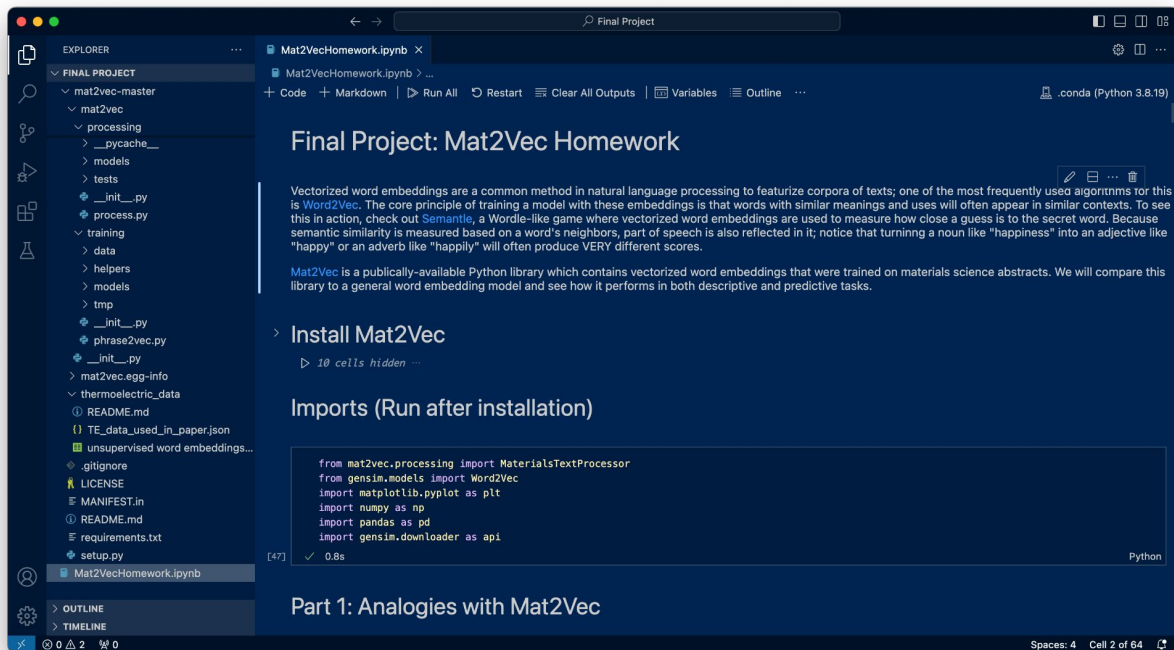 Final Project
EXPLORER
FINAL PROJECT
mat2vec-master
mat2vec
processing
__pycache__
models
tests
__init__.py
process.py
training
data
helpers
models
tmp
__init__.py
phrase2vec.py
__init__.py
mat2vec.egg-info
thermoelectric_data
README.md
TE_data_used_in_paper.json
unsupervised word embeddings...
.gitignore
LICENSE
MANIFEST.in
README.md
requirements.txt
setup.py
Mat2VecHomework.ipynb
OUTLINE
TIMELINE
Mat2VecHomework.ipynb
Mat2VecHomework.ipynb > ...
+ Code + Markdown | Run All Restart Clear All Outputs | Variables Outline ...
.conda (Python 3.8.19)
Final Project: Mat2Vec Homework
Vectorized word embeddings are a common method in natural language processing to featurize corpora of texts; one of the most frequently used algorithms for this
is Word2Vec. The core principle of training a model with these embeddings is that words with similar meanings and uses will often appear in similar contexts. To see
this in action, check out Semantle, a Wordle-like game where vectorized word embeddings are used to measure how close a guess is to the secret word. Because
semantic similarity is measured based on a word's neighbors, part of speech is also reflected in it; notice that turninng a noun like "happiness" into an adjective like
"happy" or an adverb like "happily" will often produce VERY different scores.
Mat2Vec is a publically-available Python library which contains vectorized word embeddings that were trained on materials science abstracts. We will compare this
library to a general word embedding model and see how it performs in both descriptive and predictive tasks.
Install Mat2Vec
10 cells hidden ...
Imports (Run after installation)
from mat2vec.processing import MaterialsTextProcessor
from gensim.models import Word2Vec
import matplotlib.pyplot as plt
import numpy as np
import pandas as pd
import gensim.downloader as api
[47] 0.8s Python
Part 1: Analogies with Mat2Vec
0 2 0
Spaces: 4 Cell 2 of 64